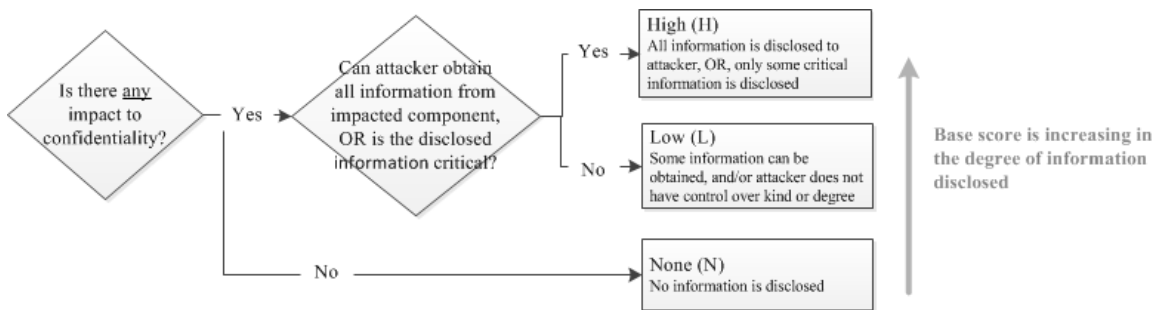 Is there any
impact to
confidentiality?
Yes
Can attacker obtain
all information from
impacted component,
OR is the disclosed
information critical?
Yes
High (H)
All information is disclosed to
attacker, OR, only some critical
information is disclosed
No
Low (L)
Some information can be
obtained, and/or attacker does not
have control over kind or degree
No
None (N)
No information is disclosed
Base score is increasing in
the degree of information
disclosed